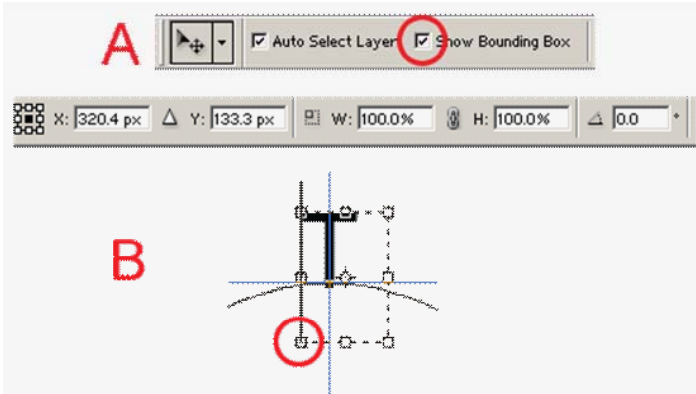 A Auto Select Layer Show Bounding Box
X: 320.4 px Δ Y: 133.3 px W: 100.0% H: 100.0% 0.0 °
T
B